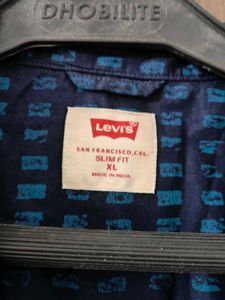 DHOBILITE
Levi's
SAN FRANCISCO, CAL.
SLIM FIT
XL
MADE IN INDIA